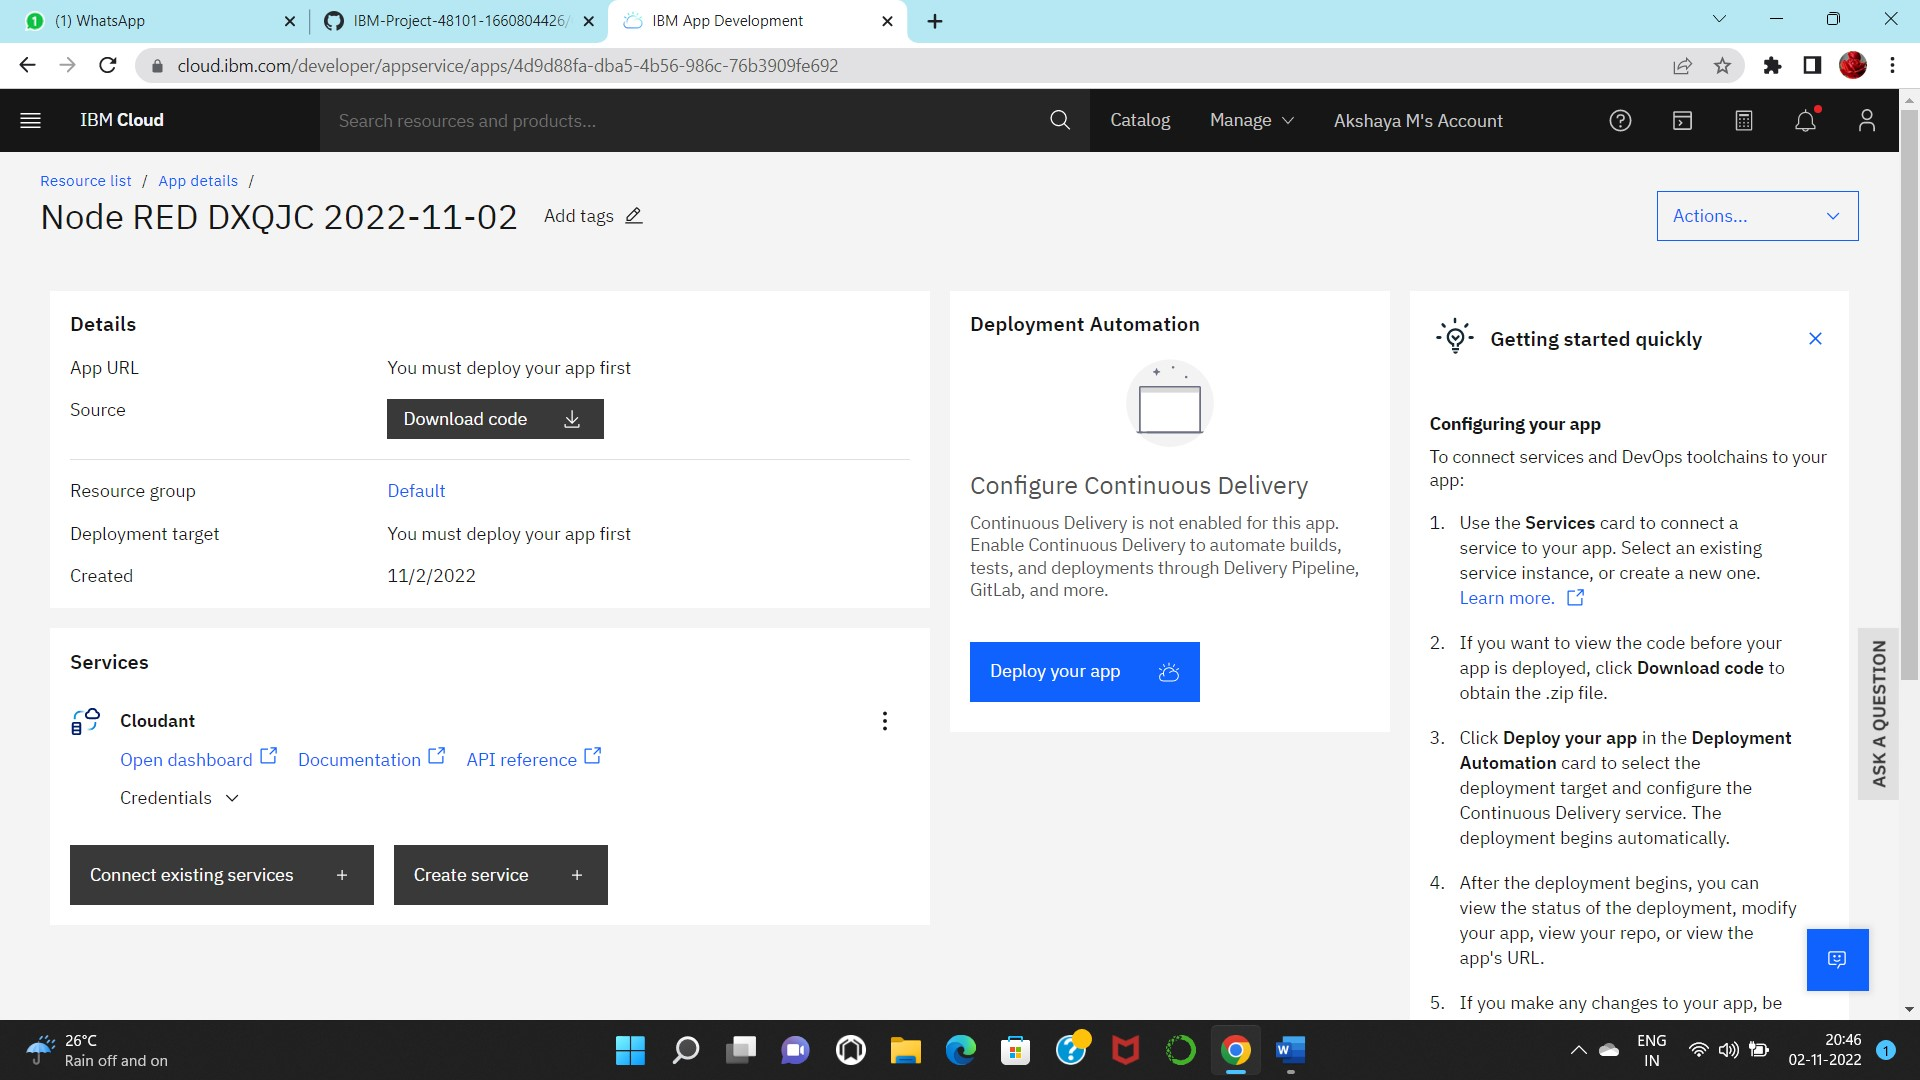 (1) WhatsApp
IBM-Project-48101-1660804426/
IBM App Development
cloud.ibm.com/developer/appservice/apps/4d9d88fa-dba5-4b56-986c-76b3909fe692
IBM Cloud
Search resources and products...
Catalog
Manage
Akshaya M's Account
Resource list / App details /
Node RED DXQJC 2022-11-02
Add tags
Actions...
Details
App URL
You must deploy your app first
Source
Download code
Resource group
Default
Deployment target
You must deploy your app first
Created
11/2/2022
Services
Cloudant
Open dashboard
Documentation
API reference
Credentials
Connect existing services +
Create service +
Deployment Automation
Configure Continuous Delivery
Continuous Delivery is not enabled for this app.
Enable Continuous Delivery to automate builds,
tests, and deployments through Delivery Pipeline,
GitLab, and more.
Deploy your app
Getting started quickly
Configuring your app
To connect services and DevOps toolchains to your
app:
1. Use the Services card to connect a
service to your app. Select an existing
service instance, or create a new one.
Learn more.
2. If you want to view the code before your
app is deployed, click Download code to
obtain the .zip file.
3. Click Deploy your app in the Deployment
Automation card to select the
deployment target and configure the
Continuous Delivery service. The
deployment begins automatically.
4. After the deployment begins, you can
view the status of the deployment, modify
your app, view your repo, or view the
app's URL.
5. If you make any changes to your app, be
ASK A QUESTION
26°C
Rain off and on
ENG
IN
20:46
02-11-2022
1